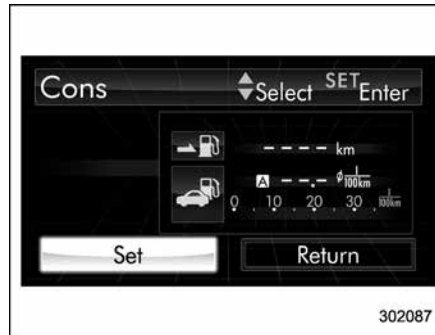 Cons Select SET Enter
---- km
A ---.- ø l/100km
0 10 20 30 l/100km
Set Return
302087